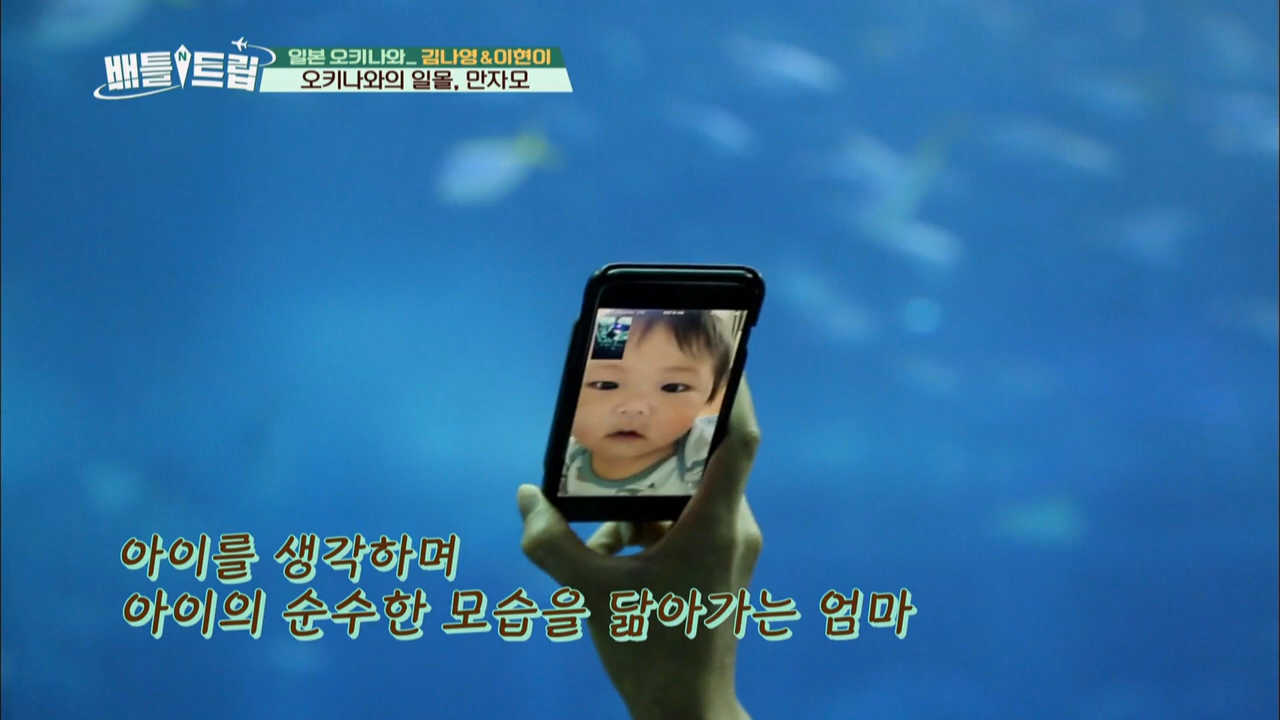 배틀트립
일본 오키나와_ 김나영&이현이
오키나와의 일몰, 만자모
아이를 생각하며
아이의 순수한 모습을 닮아가는 엄마